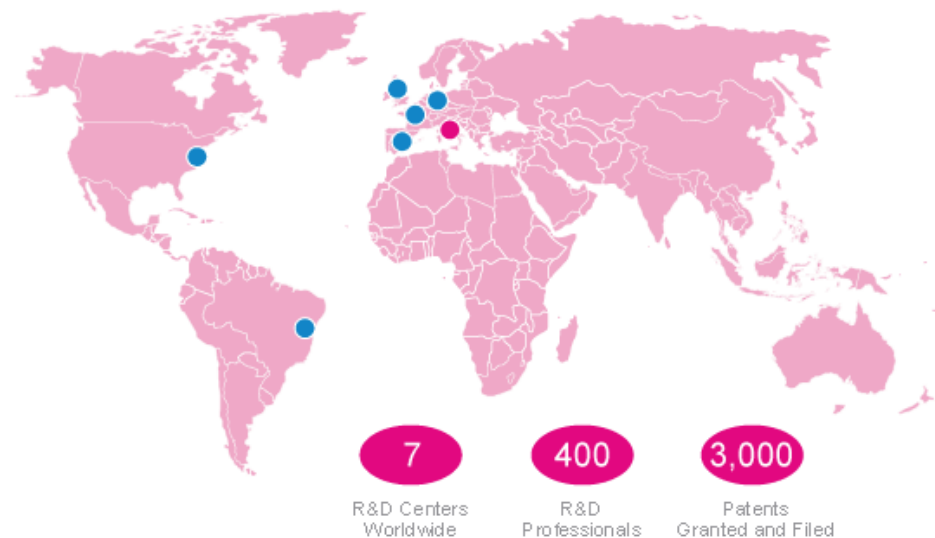 7
400
3,000
R&D Centers
Worldwide
R&D
Professionals
Patents
Granted and Filed